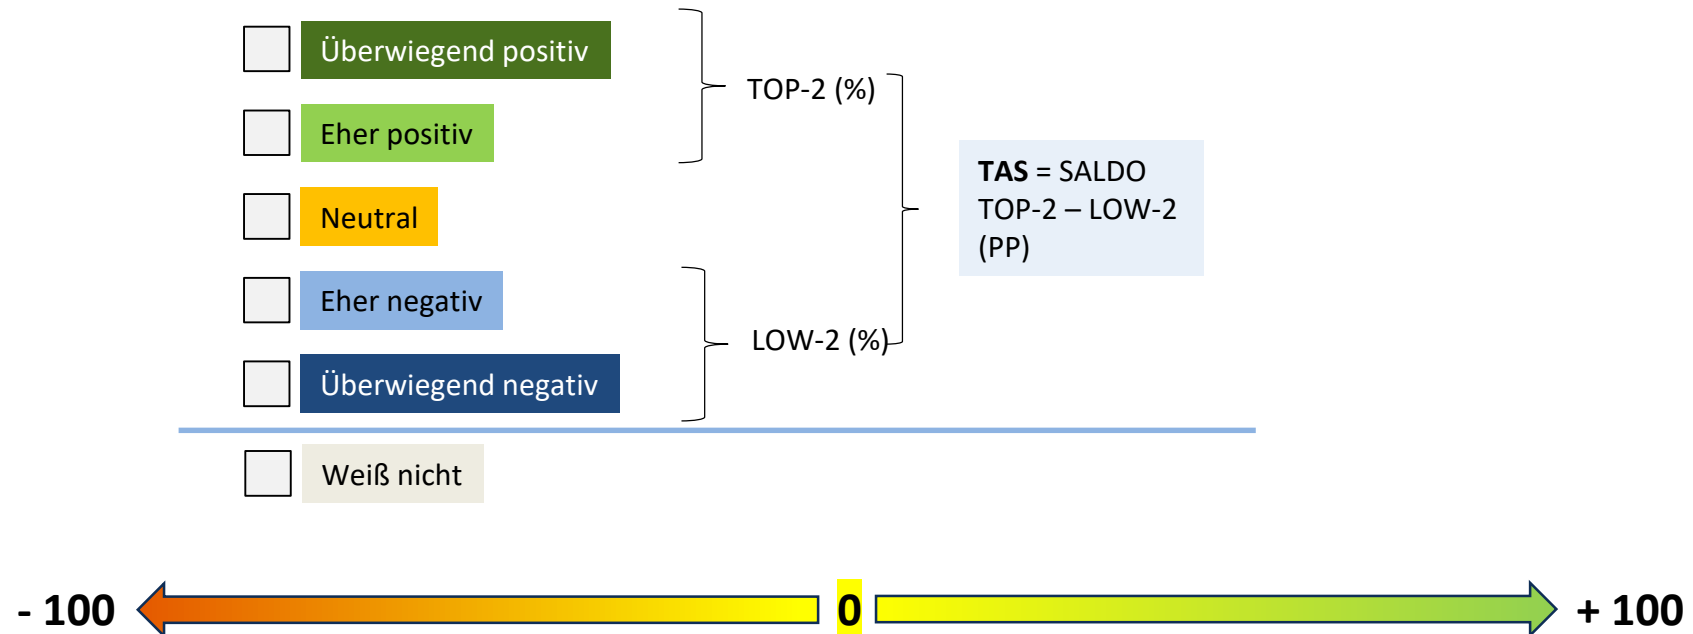 Überwiegend positiv
TOP-2 (%)
Eher positiv
TAS = SALDO
TOP-2 – LOW-2
(PP)
Neutral
Eher negativ
LOW-2 (%)
Überwiegend negativ
Weiß nicht
- 100
0
+ 100